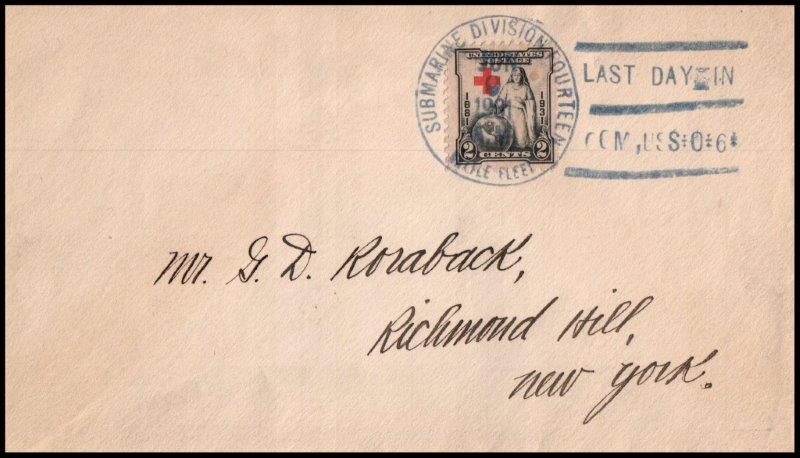 SUBMARINE DIVISION FOURTEEN
FLEET
UNITED STATES
POSTAGE
1881 1931
2 CENTS 2
LAST DAY IN
COM, USS O-6
Mr. G. D. Roraback,
Richmond Hill,
New York.